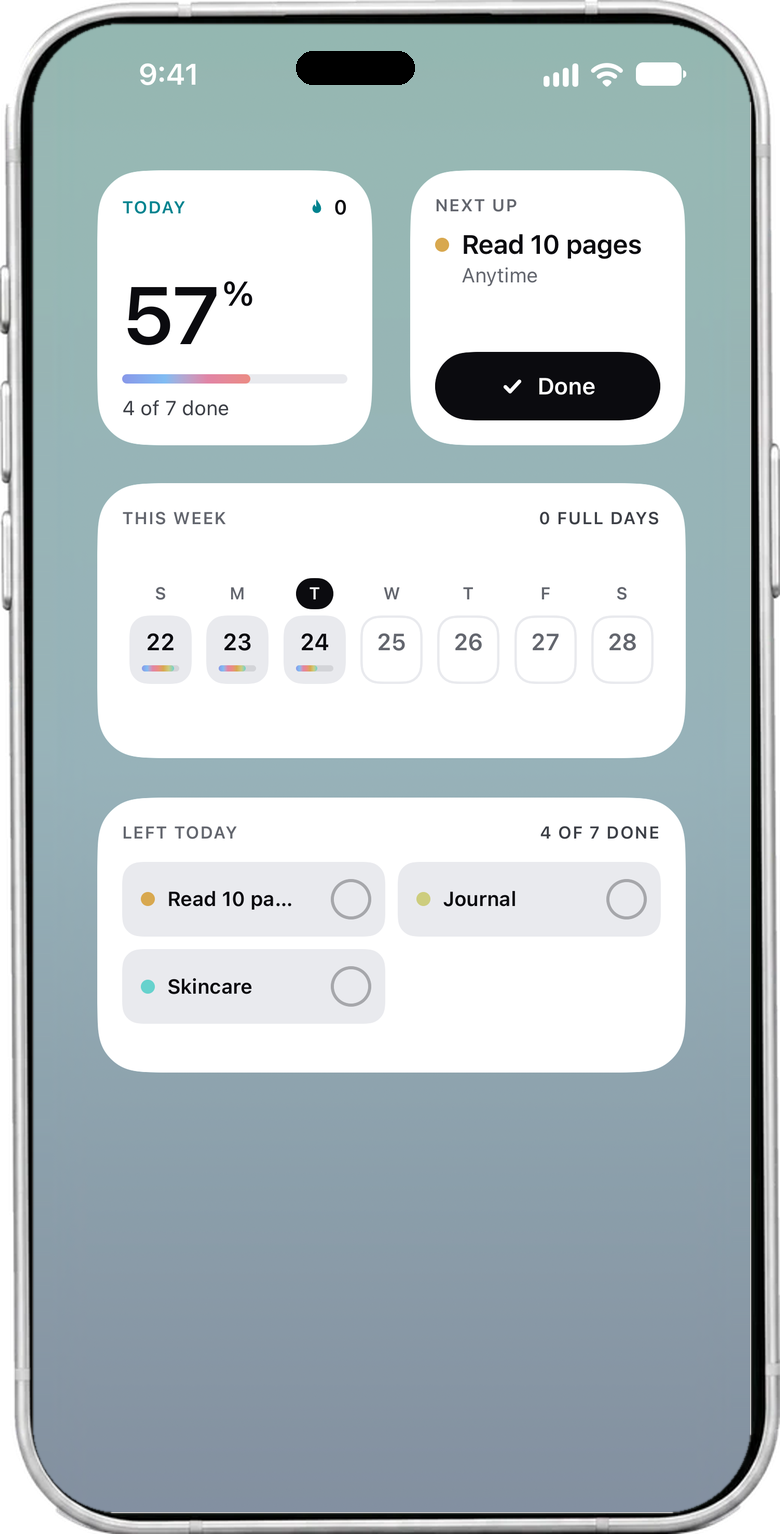 9:41
TODAY 0
57%
4 of 7 done
NEXT UP
Read 10 pages
Anytime
Done
THIS WEEK 0 FULL DAYS
S M T W T F S
22 23 24 25 26 27 28
LEFT TODAY 4 OF 7 DONE
Read 10 pa... Journal
Skincare